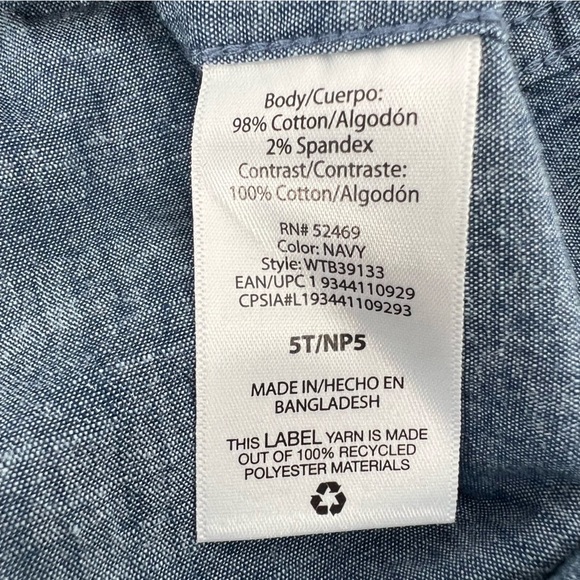 Body/Cuerpo:
98% Cotton/Algodón
2% Spandex
Contrast/Contraste:
100% Cotton/Algodón
RN# 52469
Color: NAVY
Style: WTB39133
EAN/UPC 1 9344110929
CPSIA#L193441109293
5T/NP5
MADE IN/HECHO EN
BANGLADESH
THIS LABEL YARN IS MADE
OUT OF 100% RECYCLED
POLYESTER MATERIALS